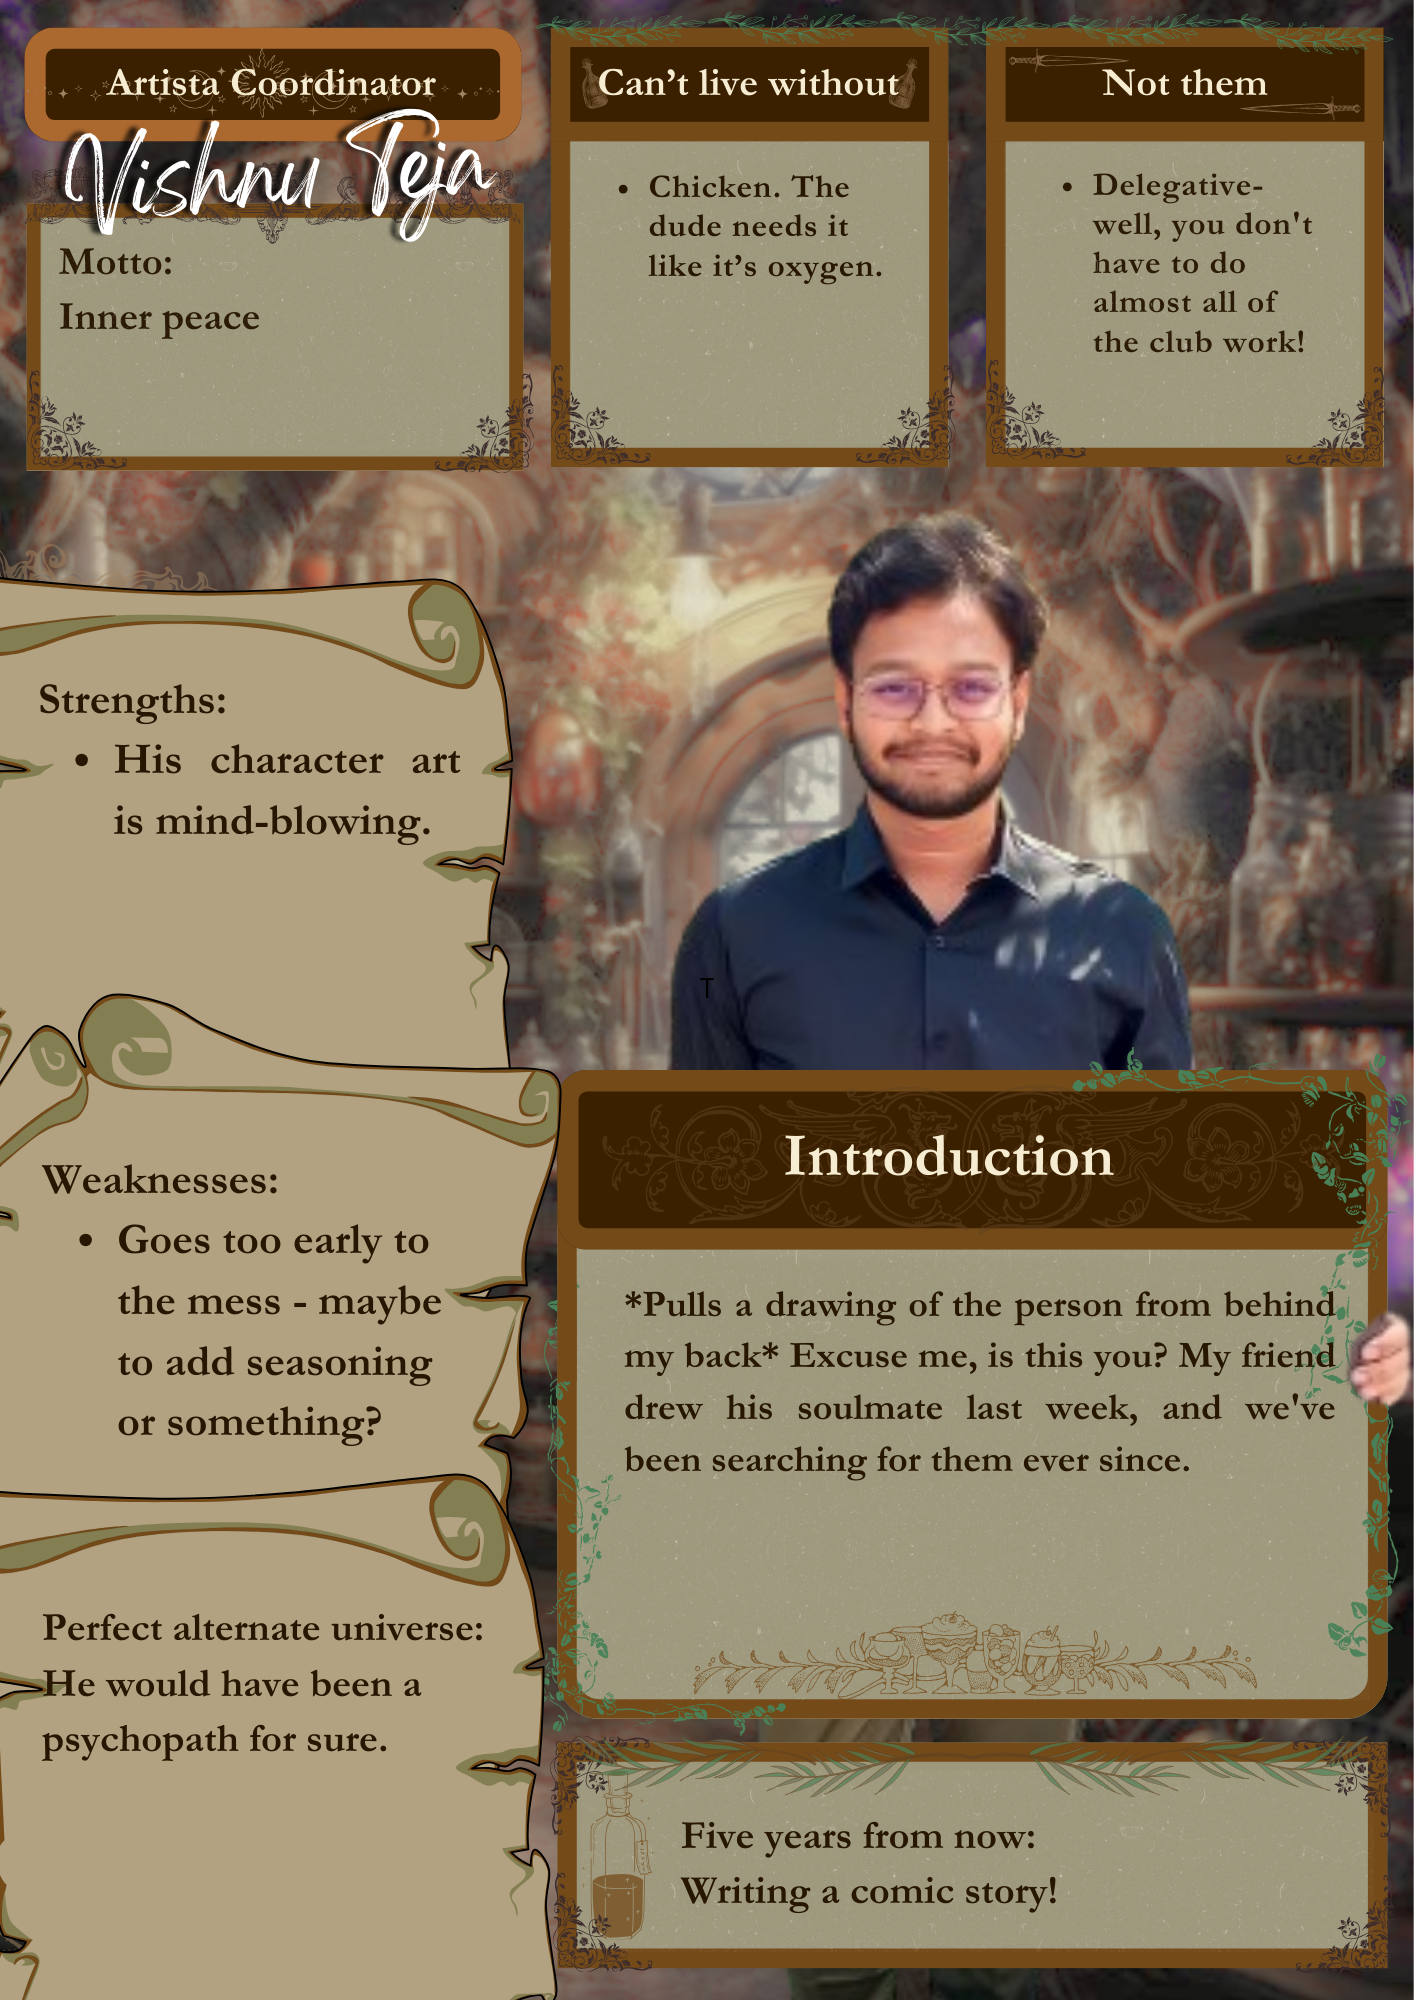 Artista Coordinator
Vishnu Teja
Motto:
Inner peace
Can't live without
• Chicken. The
dude needs it
like it's oxygen.
Not them
• Delegative-
well, you don't
have to do
almost all of
the club work!
Strengths:
• His character art
is mind-blowing.
T
Weaknesses:
• Goes too early to
the mess - maybe
to add seasoning
or something?
Perfect alternate universe:
He would have been a
psychopath for sure.
Introduction
*Pulls a drawing of the person from behind
my back* Excuse me, is this you? My friend
drew his soulmate last week, and we've
been searching for them ever since.
Five years from now:
Writing a comic story!